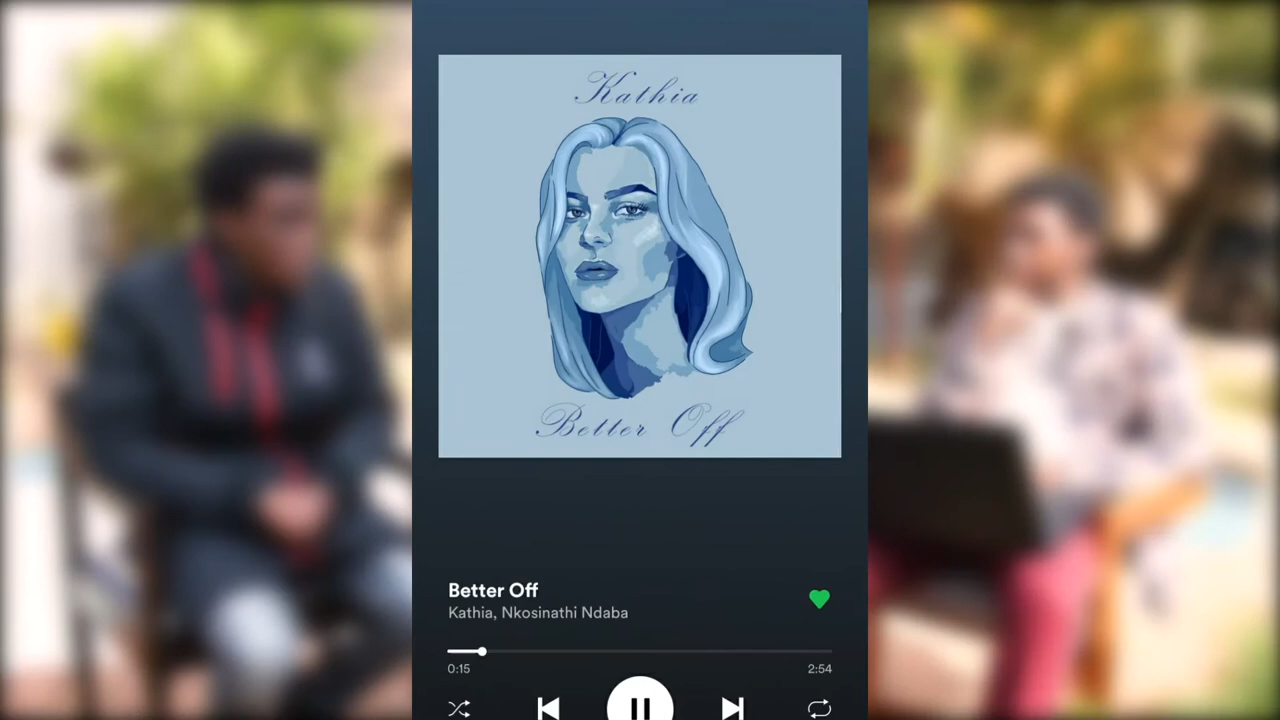 Kathia
Better Off
Better Off
Kathia, Nkosinathi Ndaba
0:15
2:54